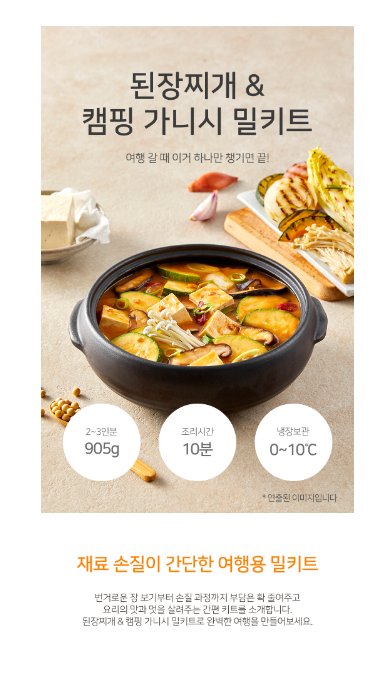 된장찌개 &
캠핑 가니시 밀키트
여행 갈 때 이거 하나만 챙기면 끝!
2~3인분
905g
조리시간
10분
냉장보관
0~10℃
* 연출된 이미지입니다
재료 손질이 간단한 여행용 밀키트
번거로운 장 보기부터 손질 과정까지 부담은 확 줄여주고
요리의 맛과 멋을 살려주는 간편 키트를 소개합니다.
된장찌개 & 캠핑 가니시 밀키트로 완벽한 여행을 만들어보세요.